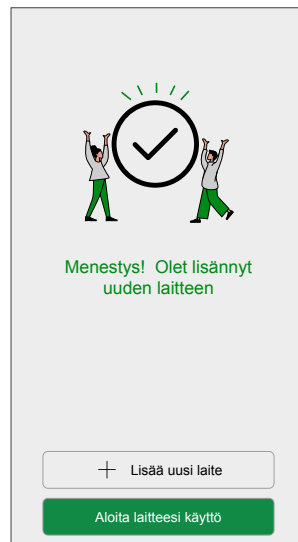 Menestys!  Olet lisännyt
uuden laitteen
Lisää uusi laite
Aloita laitteesi käyttö